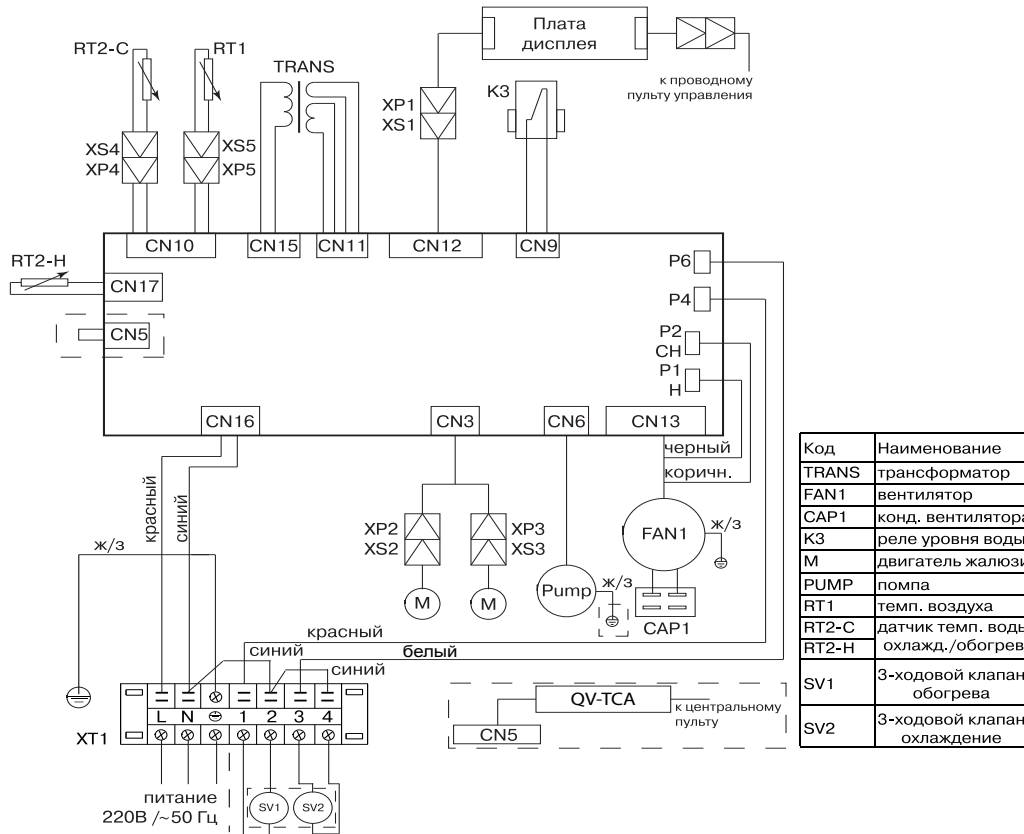 Плата
дисплея
RT2-C
RT1
TRANS
к проводному
пульту управления
XP1
XS1
K3
XS4
XP4
XS5
XP5
CN10
CN15
CN11
CN12
CN9
RT2-H
CN17
CN5
P6
P4
P2
CH
P1
H
CN16
CN3
CN6
CN13
черный
коричн.
красный
синий
ж/з
XP2
XS2
XP3
XS3
M
M
Pump
ж/з
FAN1
ж/з
CAP1
красный
синий
белый
синий
L N 1 2 3 4
XT1
питание
220В /~50 Гц
SV1
SV2
QV-TCA
CN5
к центральному
пульту
Код Наименование
TRANS трансформатор
FAN1 вентилятор
CAP1 конд. вентилятора
K3 реле уровня воды
M двигатель жалюзи
PUMP помпа
RT1 темп. воздуха
RT2-C датчик темп. воды
RT2-H охлажд./обогрев
SV1 3-ходовой клапан
обогрева
SV2 3-ходовой клапан
охлаждение